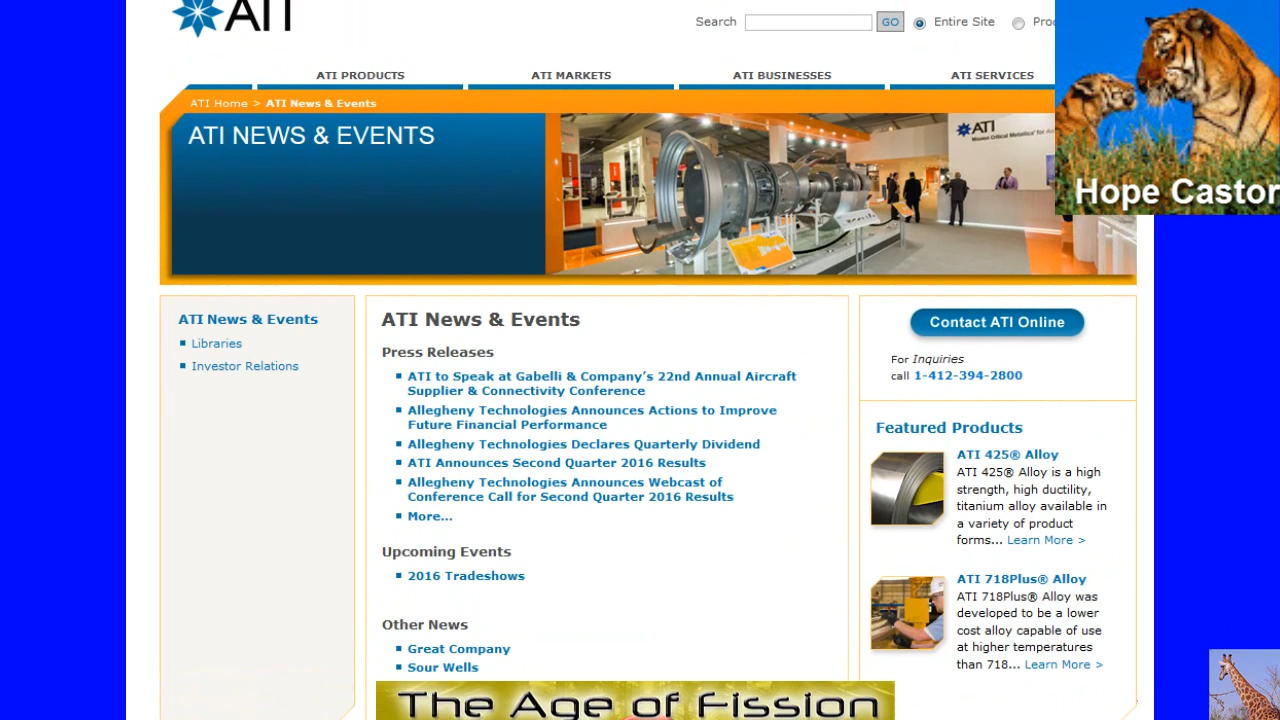 ATI
Search
GO
Entire Site
ATI PRODUCTS
ATI MARKETS
ATI BUSINESSES
ATI SERVICES
ATI Home > ATI News & Events
ATI NEWS & EVENTS
ATI
Hope Castor
ATI News & Events
Libraries
Investor Relations
ATI News & Events
Press Releases
ATI to Speak at Gabelli & Company’s 22nd Annual Aircraft
Supplier & Connectivity Conference
Allegheny Technologies Announces Actions to Improve
Future Financial Performance
Allegheny Technologies Declares Quarterly Dividend
ATI Announces Second Quarter 2016 Results
Allegheny Technologies Announces Webcast of
Conference Call for Second Quarter 2016 Results
More...
Upcoming Events
2016 Tradeshows
Other News
Great Company
Sour Wells
The Age of Fission
Contact ATI Online
For Inquiries
call 1-412-394-2800
Featured Products
ATI 425® Alloy
ATI 425® Alloy is a high
strength, high ductility,
titanium alloy available in
a variety of product
forms... Learn More >
ATI 718Plus® Alloy
ATI 718Plus® Alloy was
developed to be a lower
cost alloy capable of use
at higher temperatures
than 718... Learn More >